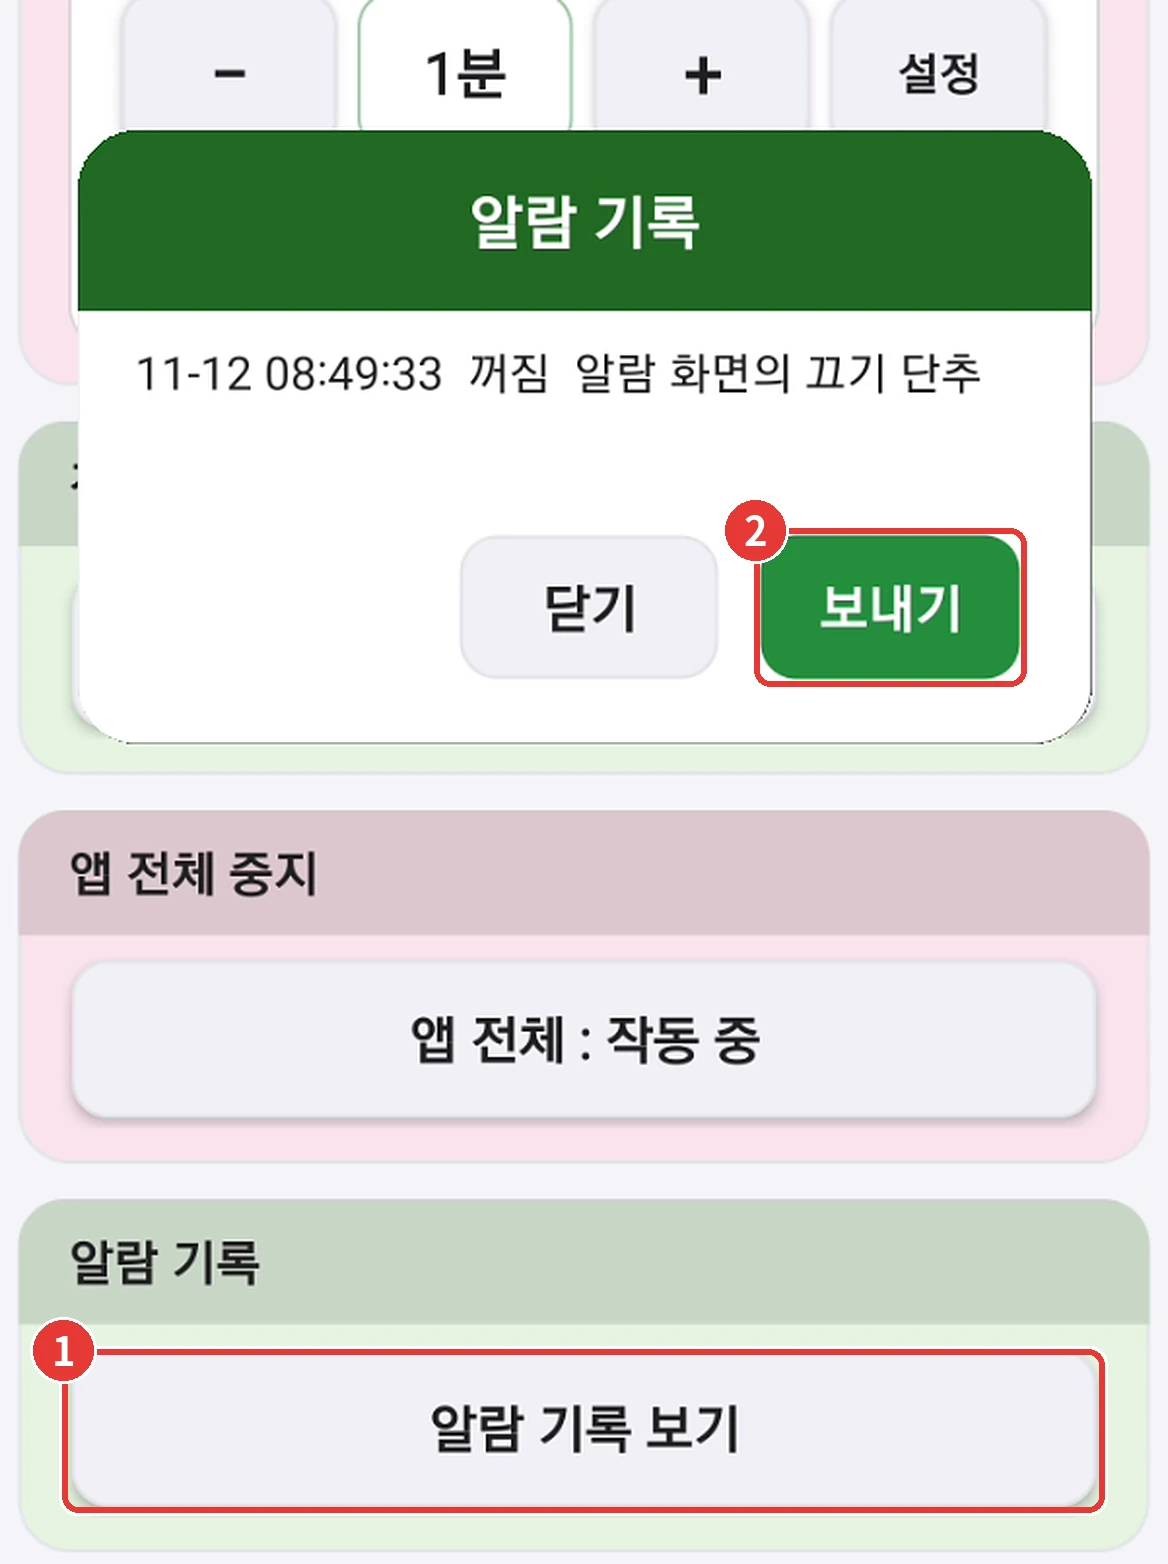 −
1분
+
설정
알람 기록
11-12 08:49:33 꺼짐 알람 화면의 끄기 단추
2
닫기
보내기
앱 전체 중지
앱 전체 : 작동 중
알람 기록
1
알람 기록 보기